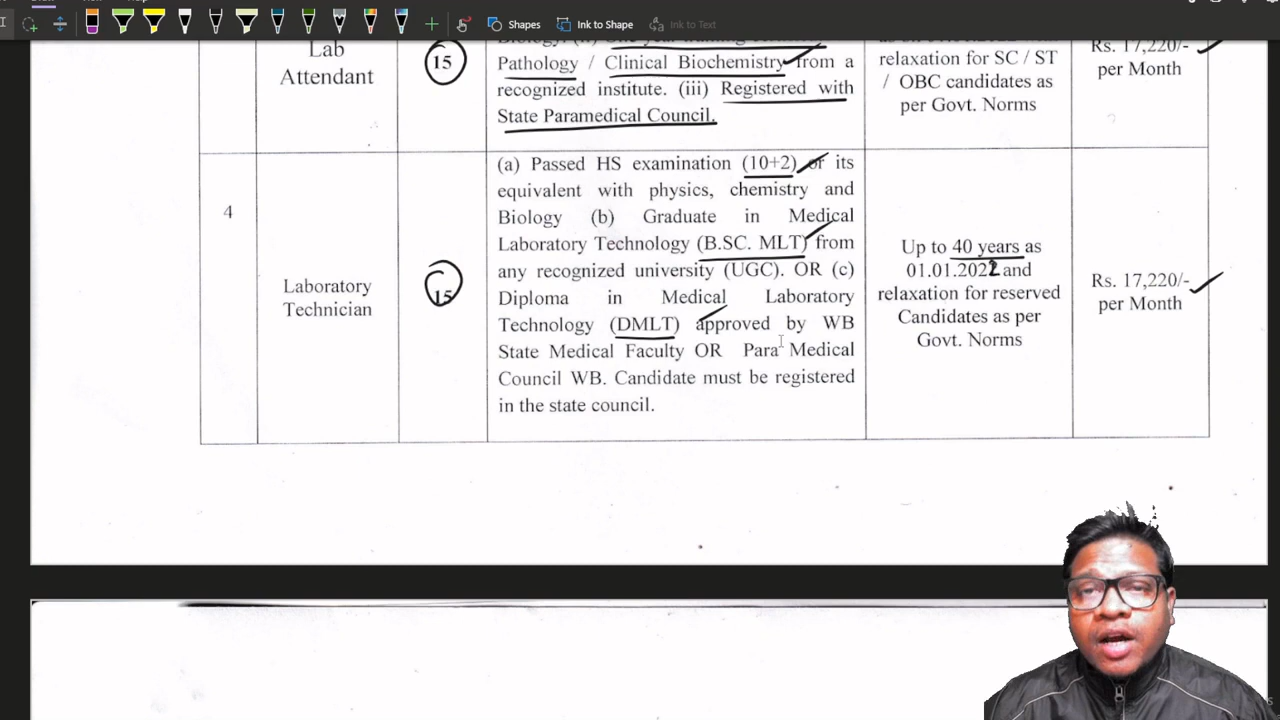 Shapes
Ink to Shape
Ink to Text
Lab
Attendant
15
Pathology / Clinical Biochemistry from a
recognized institute. (iii) Registered with
State Paramedical Council.
relaxation for SC / ST
/ OBC candidates as
per Govt. Norms
Rs. 17,220/-
per Month
4
Laboratory
Technician
15
(a) Passed HS examination (10+2) or its
equivalent with physics, chemistry and
Biology (b) Graduate in Medical
Laboratory Technology (B.SC. MLT) from
any recognized university (UGC). OR (c)
Diploma in Medical Laboratory
Technology (DMLT) approved by WB
State Medical Faculty OR Para Medical
Council WB. Candidate must be registered
in the state council.
Up to 40 years as
01.01.2022 and
relaxation for reserved
Candidates as per
Govt. Norms
Rs. 17,220/-
per Month